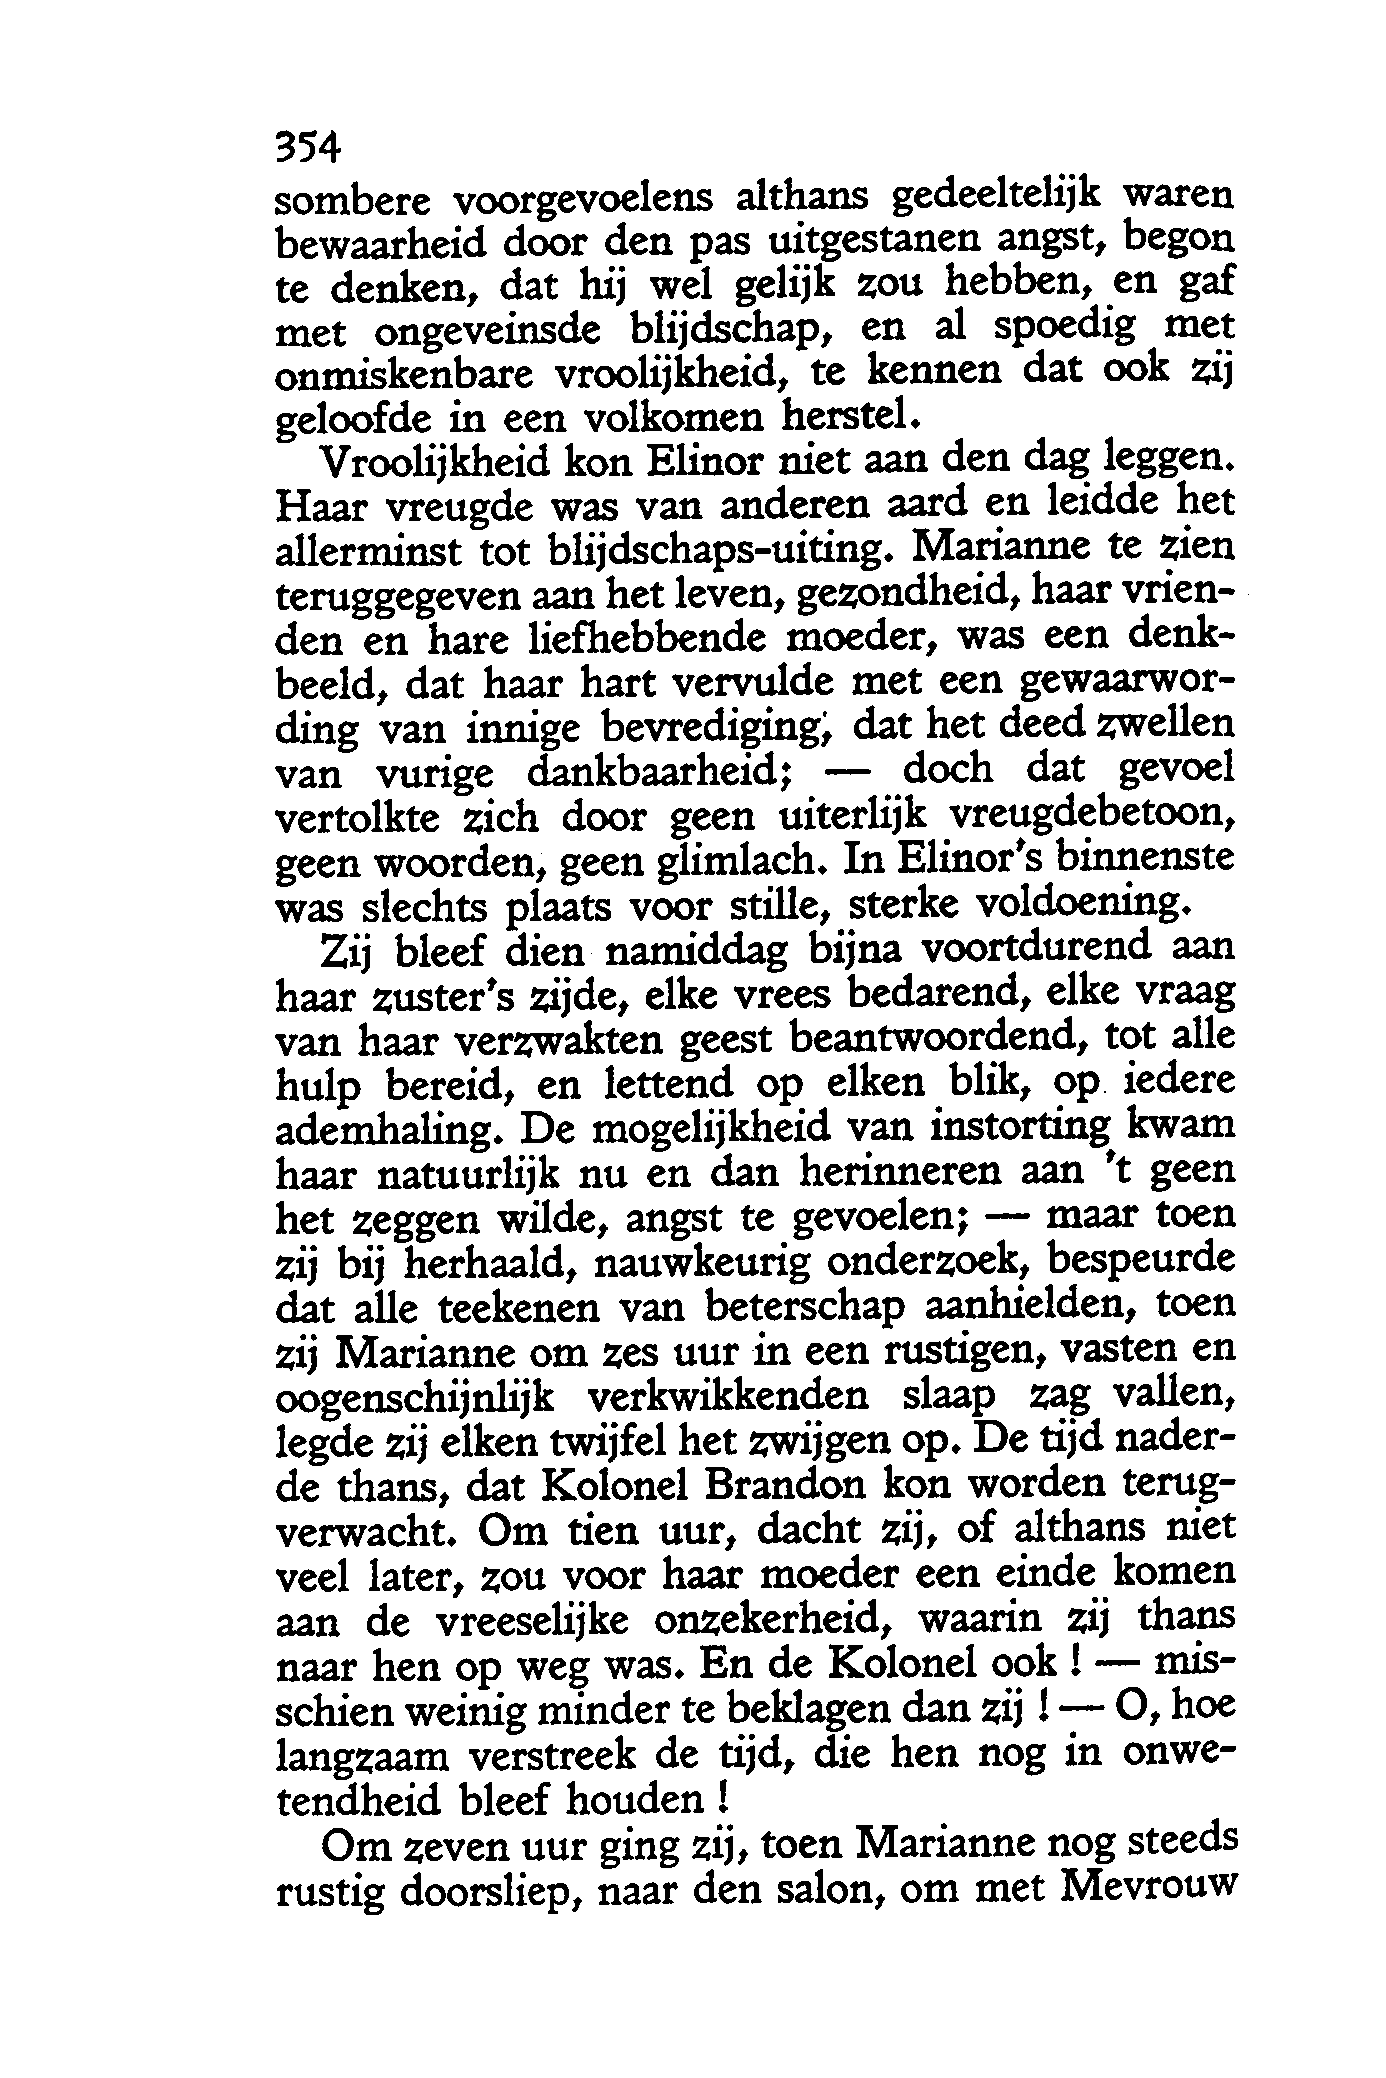 354
sombere voorgevoelens althans gedeeltelijk waren
bewaarheid door den pas uitgestanen angst, begon
te denken, dat hij wel gelijk zou hebben, en gaf
met ongeveinsde blijdschap, en al spoedig met
onmiskenbare vroolijkheid, te kennen dat ook zij
geloofde in een volkomen herstel.
Vroolijkheid kon Elinor niet aan den dag leggen.
Haar vreugde was van anderen aard en leidde het
allerminst tot blijdschaps-uiting. Marianne te zien
teruggegeven aan het leven, gezondheid, haar vrien-
den en hare liefhebbende moeder, was een denk-
beeld, dat haar hart vervulde met een gewaarwor-
ding van innige bevrediging, dat het deed zwellen
van vurige dankbaarheid; — doch dat gevoel
vertolkte zich door geen uiterlijk vreugdebetoon,
geen woorden, geen glimlach. In Elinor's binnenste
was slechts plaats voor stille, sterke voldoening.
Zij bleef dien namiddag bijna voortdurend aan
haar zuster's zijde, elke vrees bedarend, elke vraag
van haar verzwakten geest beantwoordend, tot alle
hulp bereid, en lettend op elken blik, op iedere
ademhaling. De mogelijkheid van instorting kwam
haar natuurlijk nu en dan herinneren aan 't geen
het zeggen wilde, angst te gevoelen; — maar toen
zij bij herhaald, nauwkeurig onderzoek, bespeurde
dat alle teekenen van beterschap aanhielden, toen
zij Marianne om zes uur in een rustigen, vasten en
oogenschijnlijk verkwikkenden slaap zag vallen,
legde zij elken twijfel het zwijgen op. De tijd nader-
de thans, dat Kolonel Brandon kon worden terug-
verwacht. Om tien uur, dacht zij, of althans niet
veel later, zou voor haar moeder een einde komen
aan de vreeselijke onzekerheid, waarin zij thans
naar hen op weg was. En de Kolonel ook ! — mis-
schien weinig minder te beklagen dan zij ! — O, hoe
langzaam verstreek de tijd, die hen nog in onwe-
tendheid bleef houden !
Om zeven uur ging zij, toen Marianne nog steeds
rustig doorsliep, naar den salon, om met Mevrouw